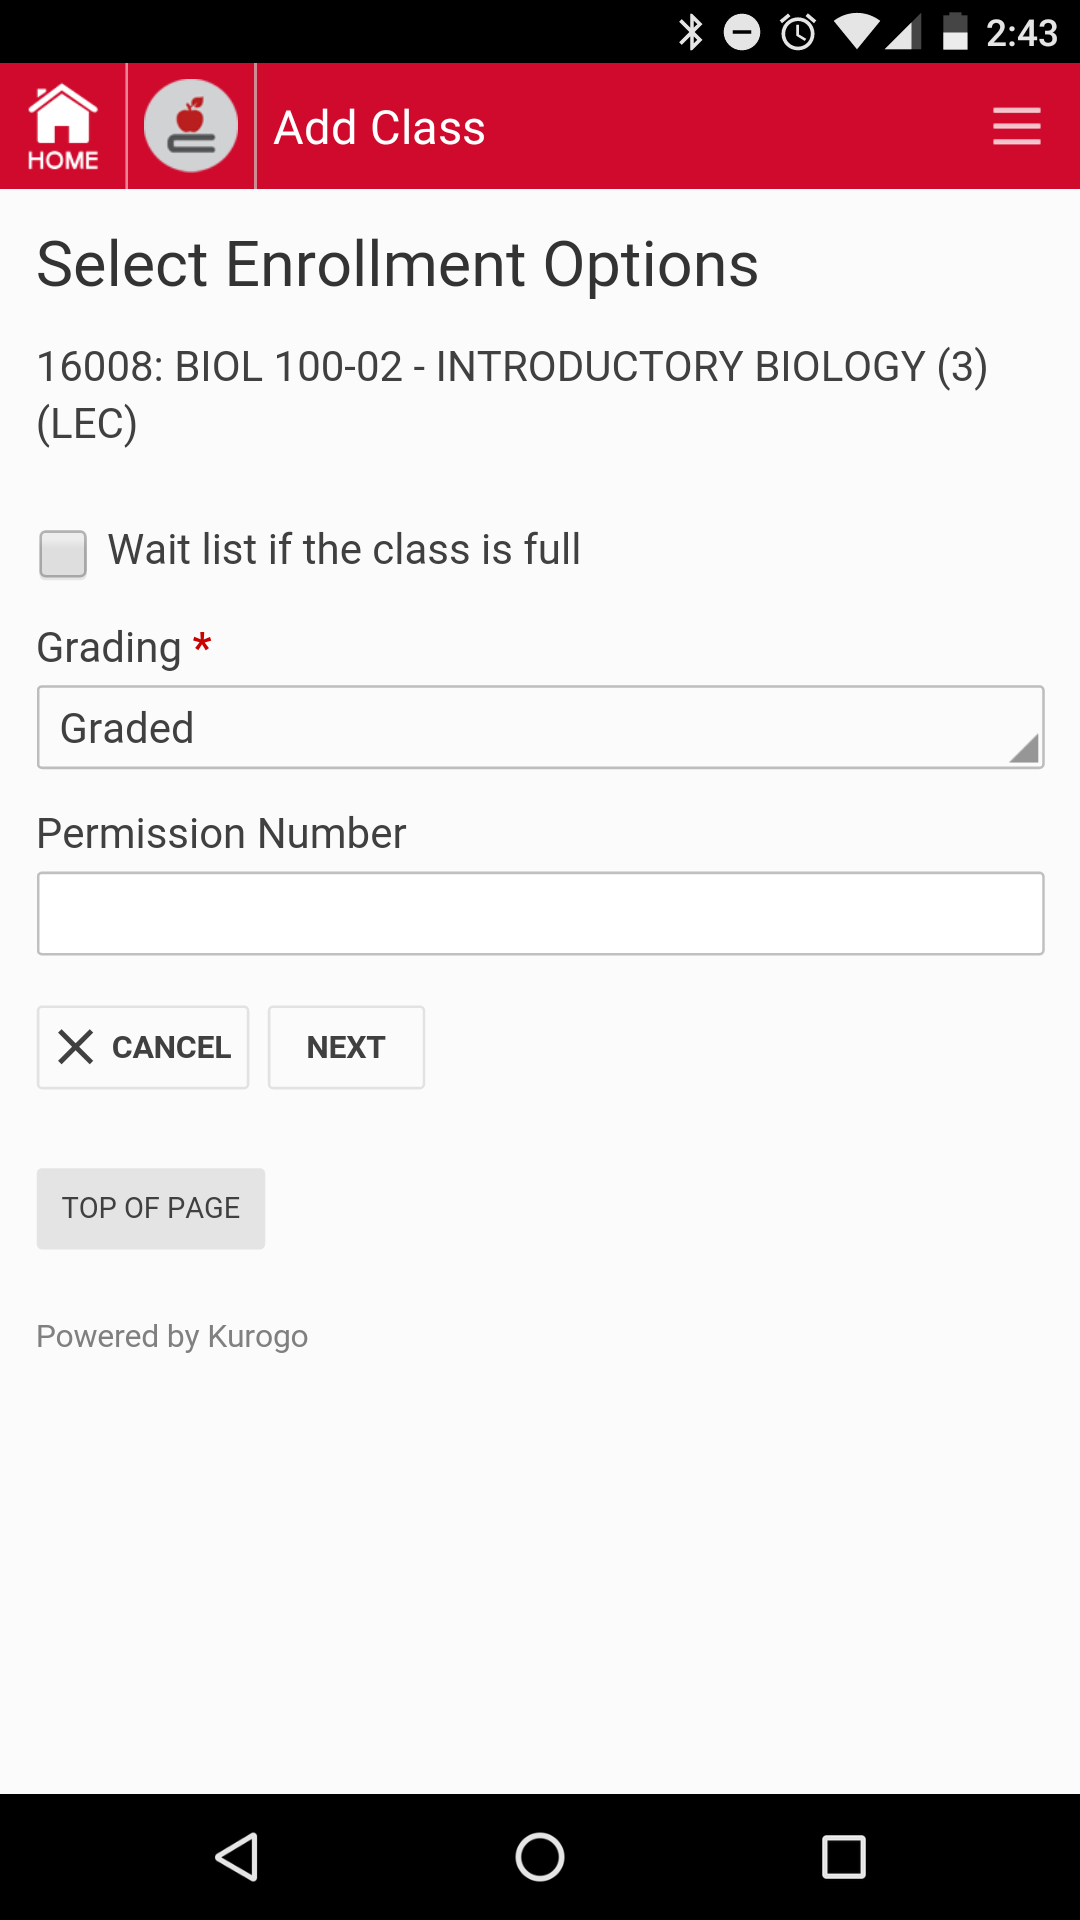 2:43
HOME
Add Class
Select Enrollment Options
16008: BIOL 100-02 - INTRODUCTORY BIOLOGY (3)
(LEC)
Wait list if the class is full
Grading *
Graded
Permission Number
CANCEL NEXT
TOP OF PAGE
Powered by Kurogo